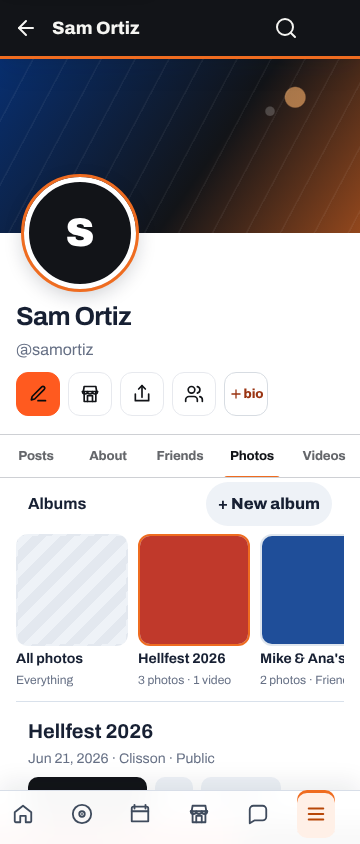 Sam Ortiz
S
Sam Ortiz
@samortiz
+ bio
Posts About Friends Photos Videos
Albums + New album
All photos Hellfest 2026 Mike & Ana's
Everything 3 photos · 1 video 2 photos ·
Hellfest 2026
Jun 21, 2026 · Clisson · Public